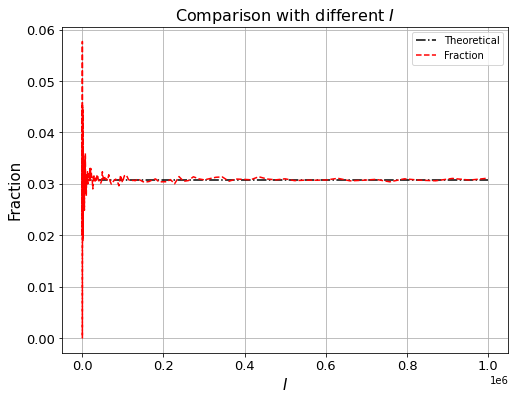 Comparison with different I
Theoretical
Fraction
0.06
0.05
0.04
0.03
0.02
0.01
0.00
Fraction
0.0 0.2 0.4 0.6 0.8 1.0
1e6
I